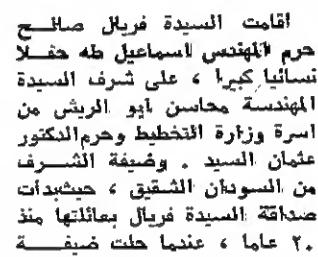 اقامت السيدة فريال صالح
حرم المهندس اسماعيل طه حفلا
نسائيا كبيرا ، على شرف السيدة
المهندسة محاسن ابو الريش من
اسرة وزارة التخطيط وحرم الدكتور
عثمان السيد . وضيفة الشرف
من السودان الشقيق ، حيث بدأت
صداقة السيدة فريال بعائلتها منذ
٢٠ عاما ، عندما حلت ضيفة